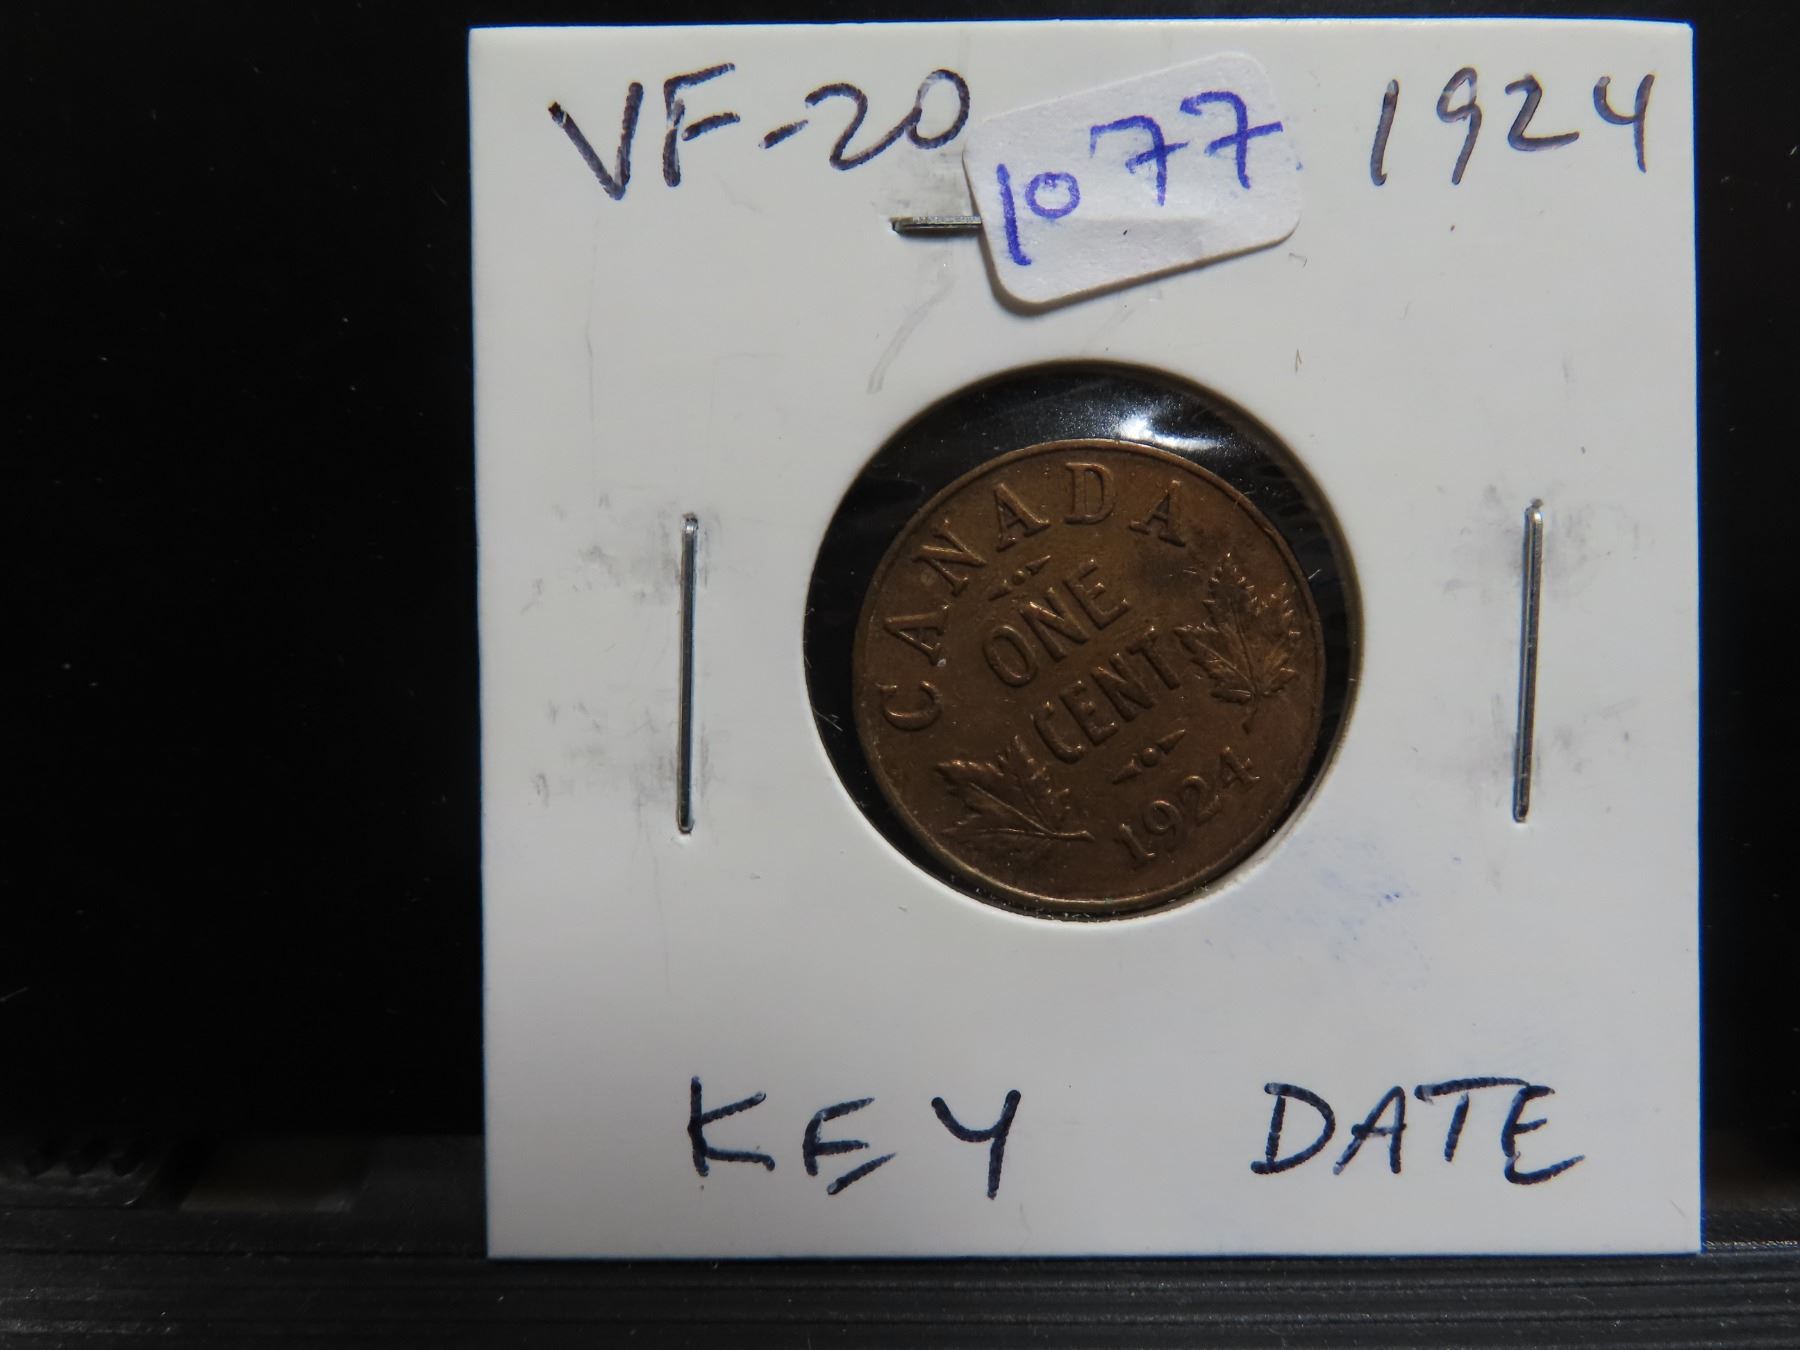 VF-20 1077 1924
CANADA
ONE
CENT
1924
KEY DATE